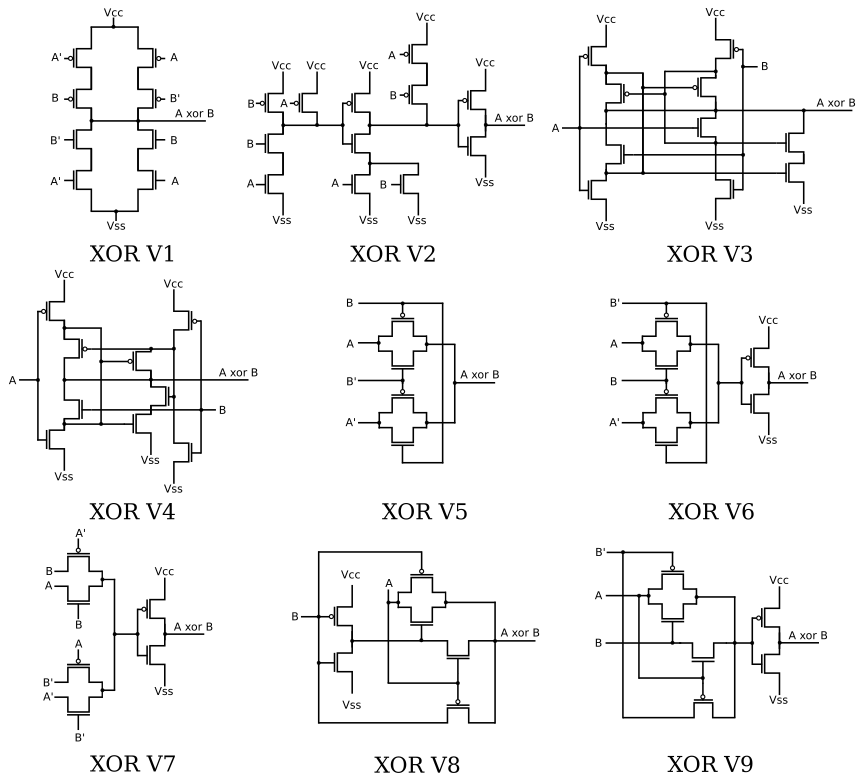 Vcc
A' A
B B'
A xor B
B' B
A' A
Vss
XOR V1
Vcc
A
Vcc Vcc Vcc Vcc
B A B
A xor B
B
A A B
Vss Vss Vss Vss
XOR V2
Vcc Vcc
B
A xor B
A
Vss Vss Vss
XOR V3
Vcc Vcc
A A xor B
B
Vss Vss
Vss
XOR V4
B
A
B' A xor B
A'
XOR V5
B'
A Vcc
B A xor B
A'
Vss
XOR V6
A'
B Vcc
A
B
A xor B
A
B'
A' Vss
B'
XOR V7
Vcc A
B
A xor B
Vss
XOR V8
B'
A Vcc
B A xor B
Vss
XOR V9